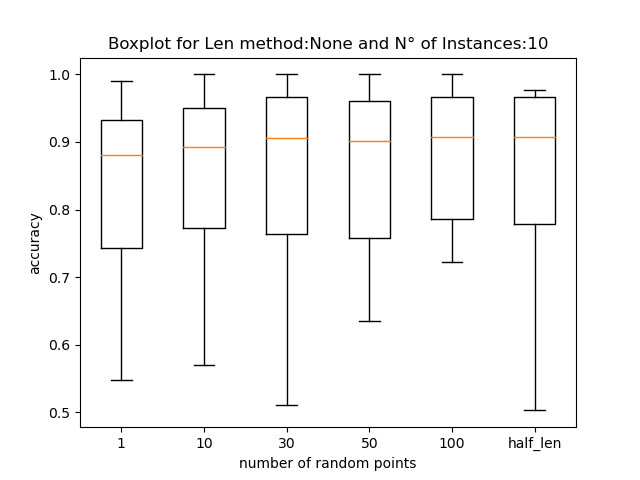 Boxplot for Len method:None and N° of Instances:10
1.0
0.9
0.8
0.7
0.6
0.5
accuracy
1 10 30 50 100 half_len
number of random points